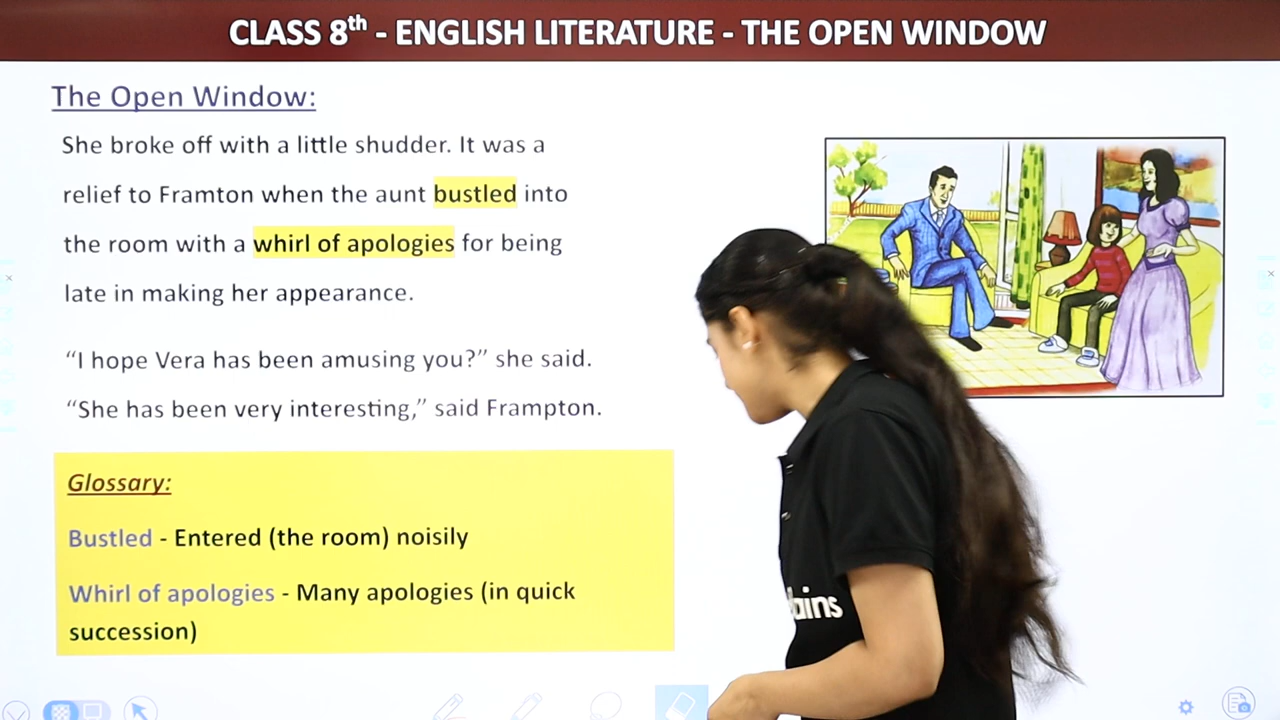 CLASS 8th - ENGLISH LITERATURE - THE OPEN WINDOW
The Open Window:
She broke off with a little shudder. It was a
relief to Framton when the aunt bustled into
the room with a whirl of apologies for being
late in making her appearance.
“I hope Vera has been amusing you?” she said.
“She has been very interesting,” said Frampton.
Glossary:
Bustled - Entered (the room) noisily
Whirl of apologies - Many apologies (in quick
succession)